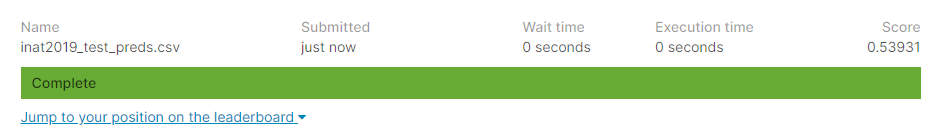 Name Submitted Wait time Execution time Score
inat2019_test_preds.csv just now 0 seconds 0 seconds 0.53931
Complete
Jump to your position on the leaderboard